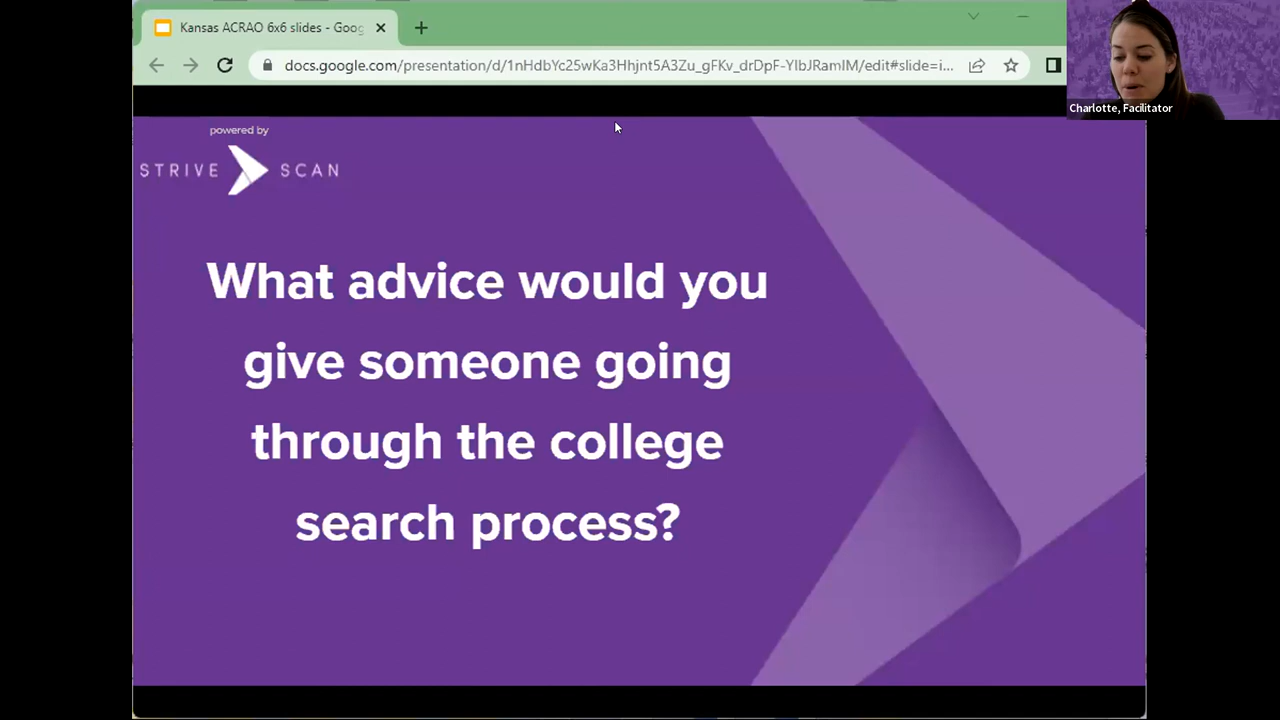 Kansas ACRAO 6x6 slides - Goog
docs.google.com/presentation/d/1nHdbYc25wKa3Hhjnt5A3Zu_gFKv_drDpF-YlbJRamIM/edit#slide=i...
Charlotte, Facilitator
powered by
STRIVE SCAN
What advice would you
give someone going
through the college
search process?